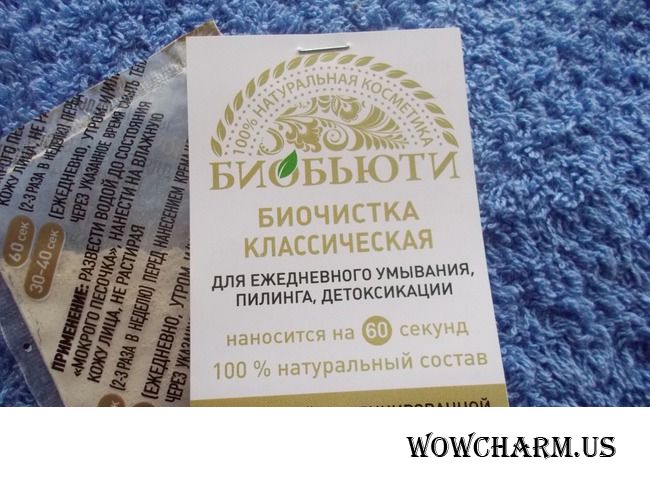 100% НАТУРАЛЬНАЯ КОСМЕТИКА
БИОБЬЮТИ
БИОЧИСТКА
КЛАССИЧЕСКАЯ
ДЛЯ ЕЖЕДНЕВНОГО УМЫВАНИЯ,
ПИЛИНГА, ДЕТОКСИКАЦИИ
наносится на 60 секунд
100 % натуральный состав
60 сек
30-40 сек
ПРИМЕНЕНИЕ: РАЗВЕСТИ ВОДОЙ ДО СОСТОЯНИЯ
«МОКРОГО ПЕСОЧКА», НАНЕСТИ НА ВЛАЖНУЮ
КОЖУ ЛИЦА, НЕ РАСТИРАЯ
(2-3 РАЗА В НЕДЕЛЮ) ПЕРЕД НАНЕСЕНИЕМ
(ЕЖЕДНЕВНО, УТРОМ
ЧЕРЕЗ УКАЗАННОЕ
WOWCHARM.US